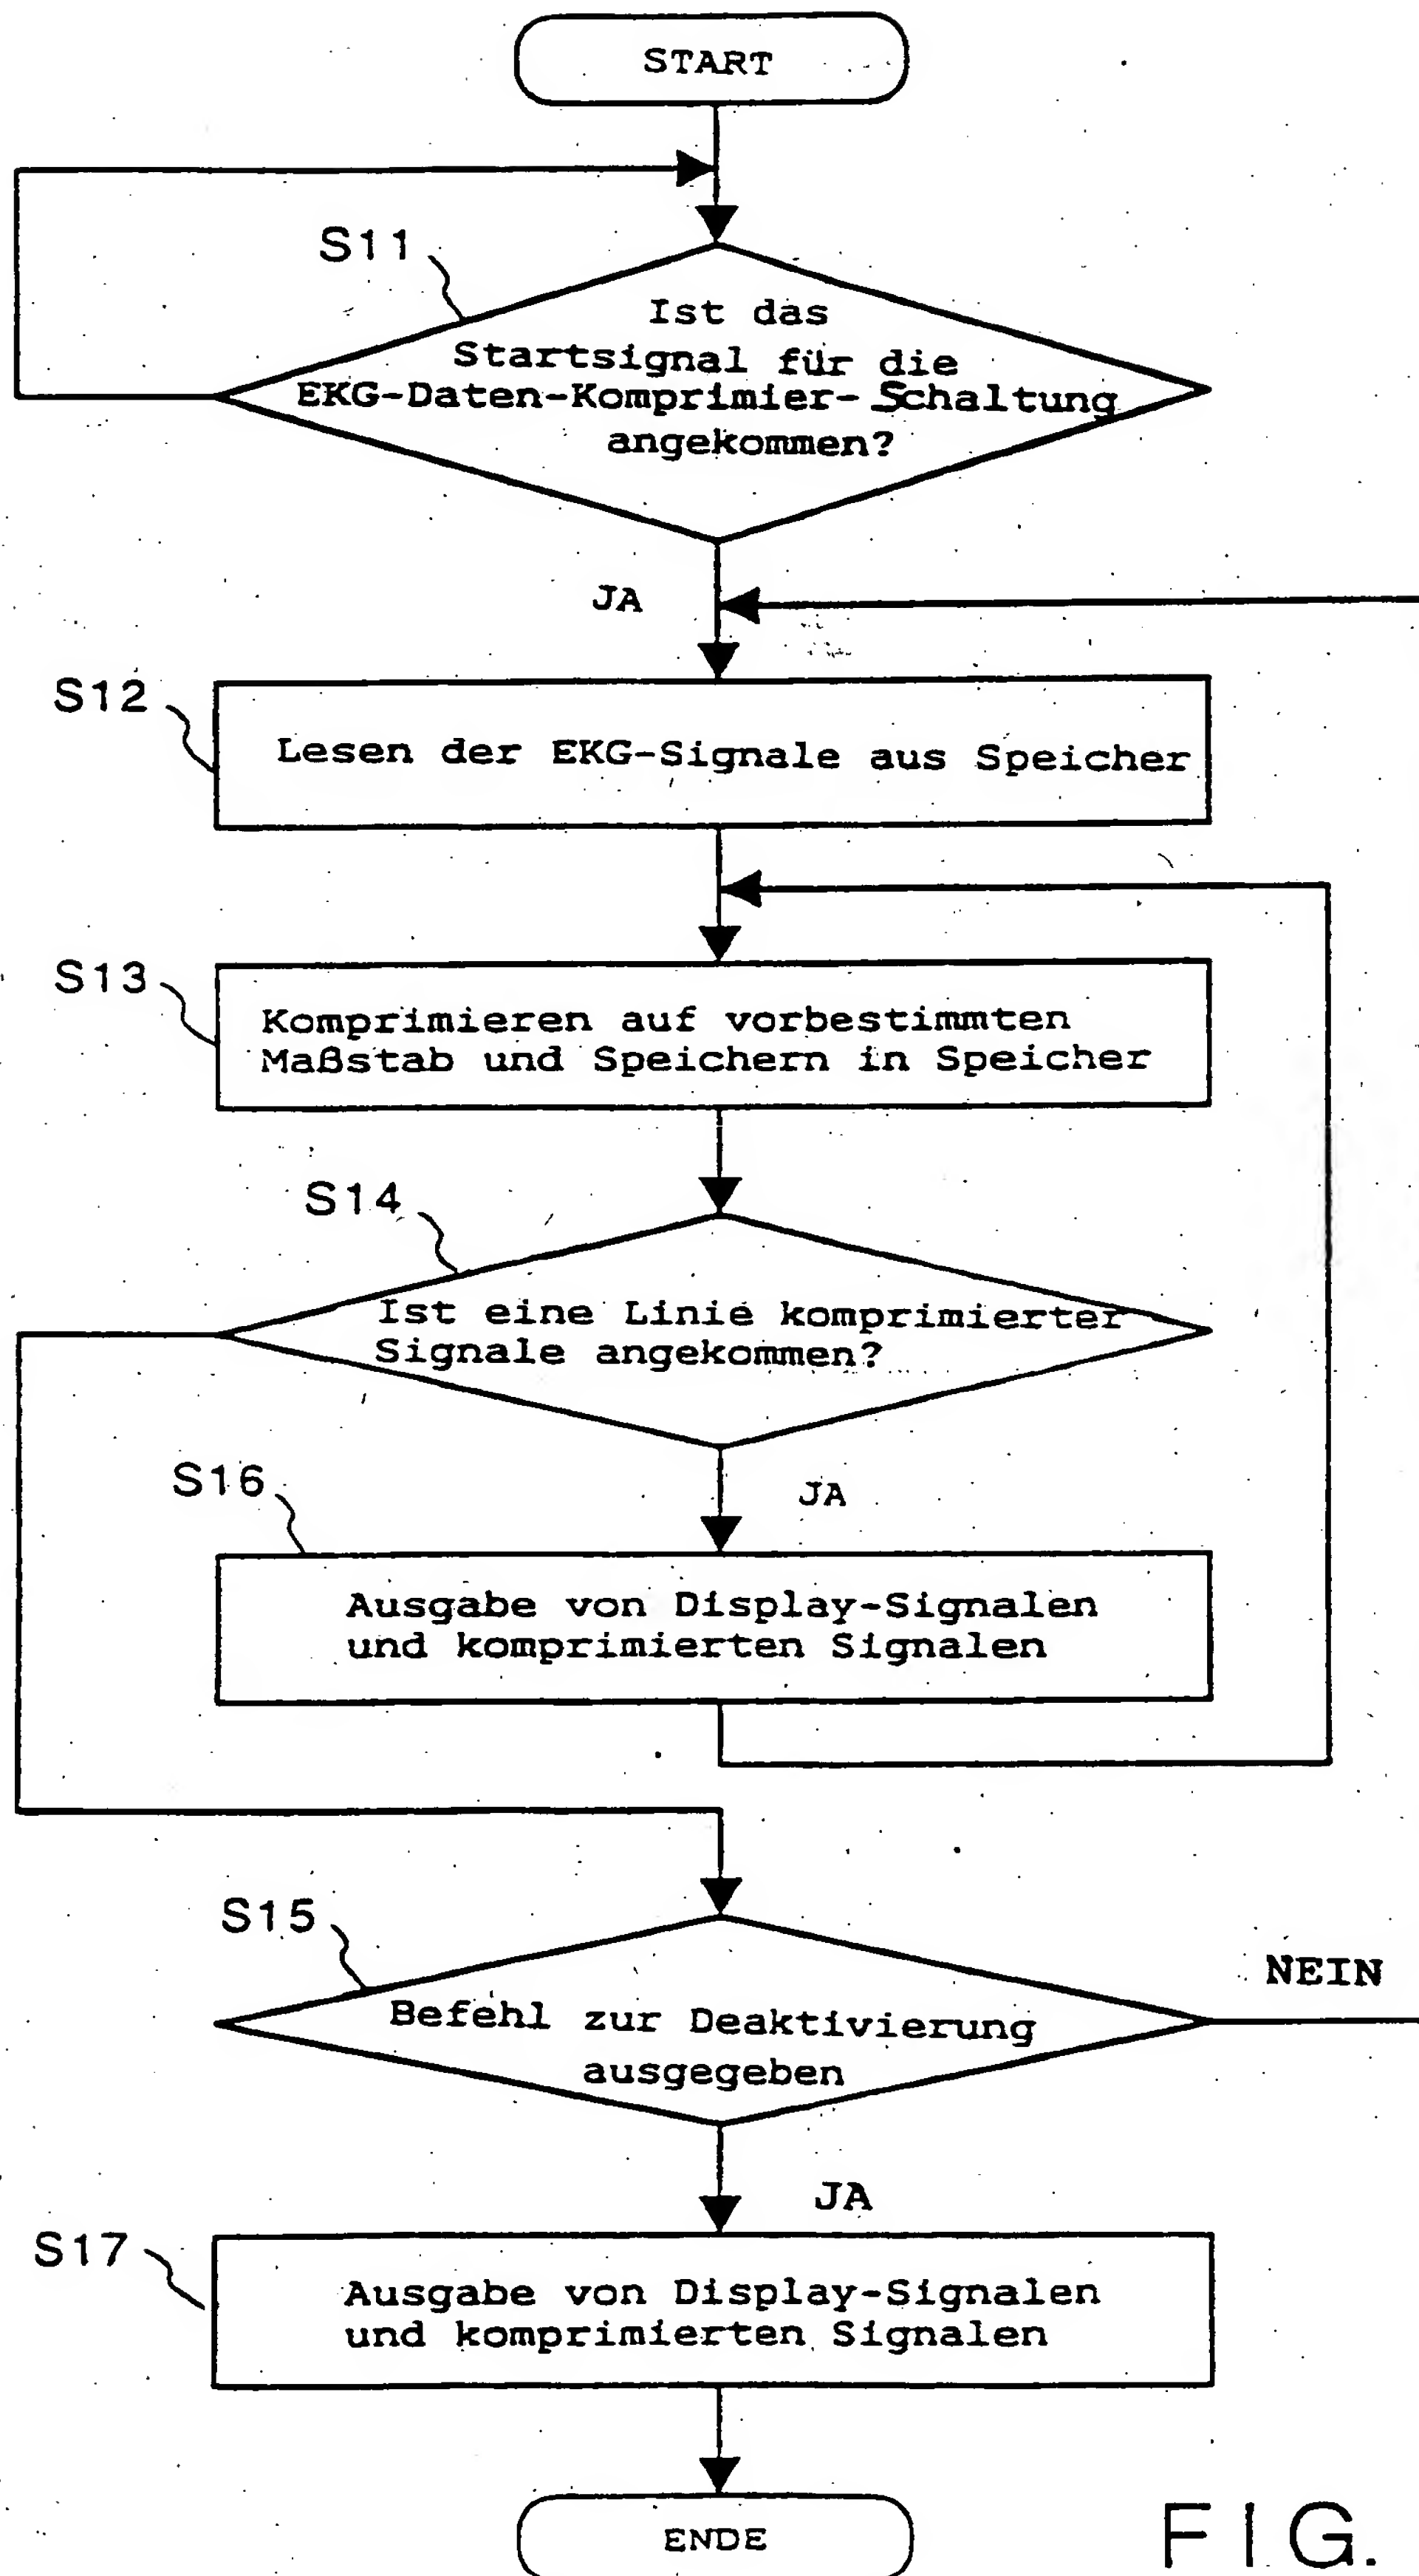 START
S11
Ist das
Startsignal für die
EKG-Daten-Komprimier-Schaltung
angekommen?
JA
S12
Lesen der EKG-Signale aus Speicher
S13
Komprimieren auf vorbestimmten
Maßstab und Speichern in Speicher
S14
Ist eine Linie komprimierter
Signale angekommen?
S16
JA
Ausgabe von Display-Signalen
und komprimierten Signalen
S15
NEIN
Befehl zur Deaktivierung
ausgegeben
JA
S17
Ausgabe von Display-Signalen
und komprimierten Signalen
ENDE
FIG.